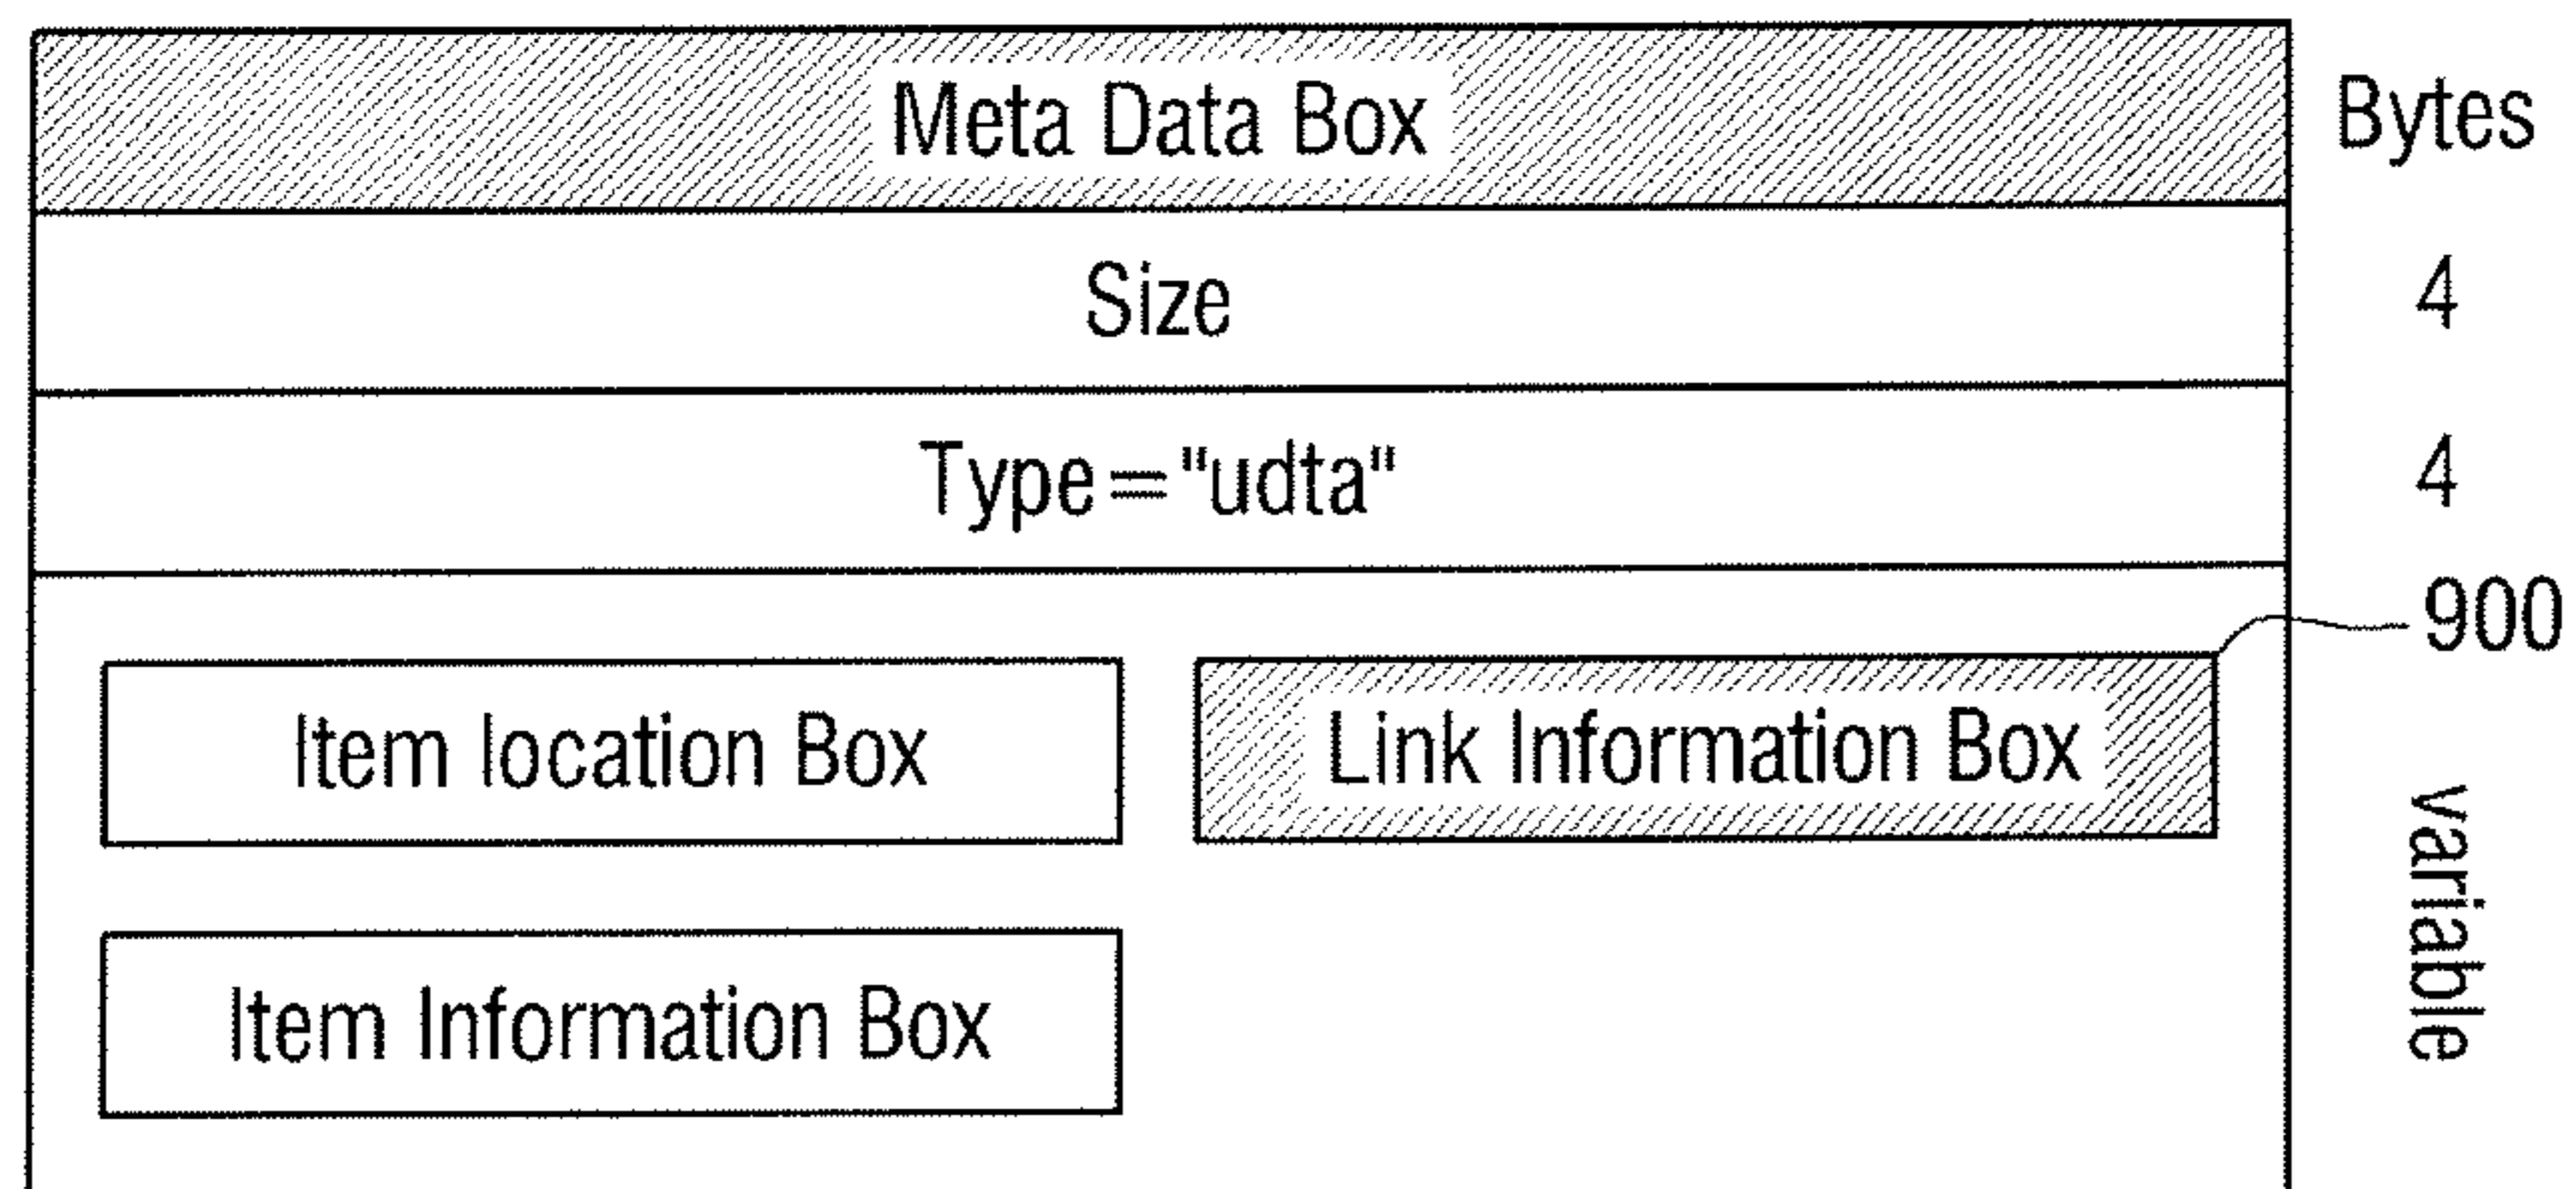 Meta Data Box Bytes
Size 4
Type="udta" 4
900
Item location Box Link Information Box
variable
Item Information Box